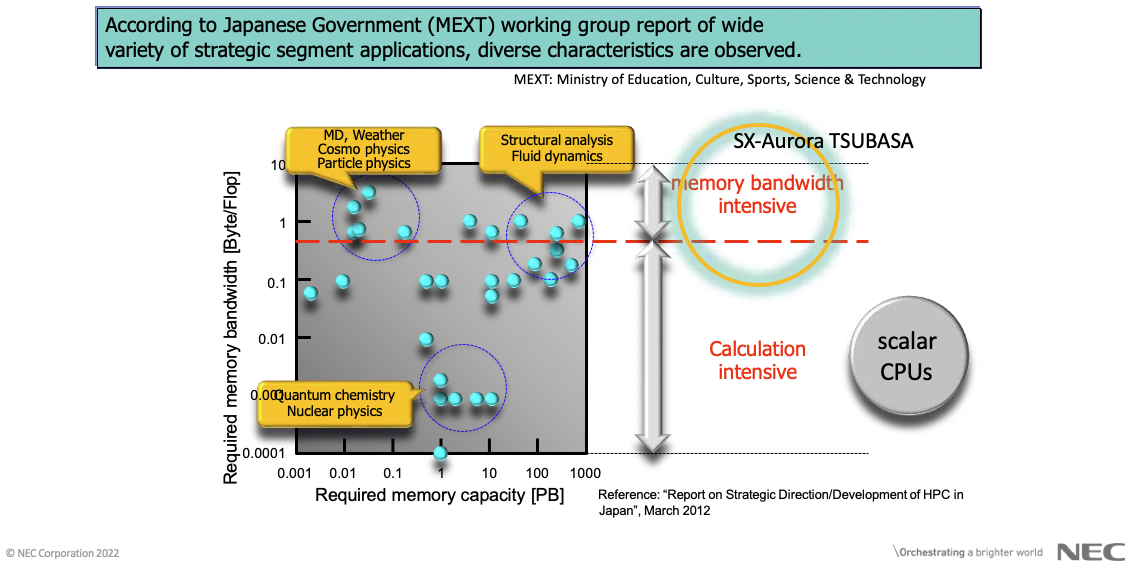 According to Japanese Government (MEXT) working group report of wide
variety of strategic segment applications, diverse characteristics are observed.
MEXT: Ministry of Education, Culture, Sports, Science & Technology
MD, Weather
Cosmo physics
Particle physics
Structural analysis
Fluid dynamics
SX-Aurora TSUBASA
memory bandwidth
intensive
Calculation
intensive
scalar
CPUs
Quantum chemistry
Nuclear physics
Required memory bandwidth [Byte/Flop]
10
1
0.1
0.01
0.0001
0.001 0.01 0.1 1 10 100 1000
Required memory capacity [PB]
Reference: “Report on Strategic Direction/Development of HPC in
Japan”, March 2012
© NEC Corporation 2022
\Orchestrating a brighter world
NEC